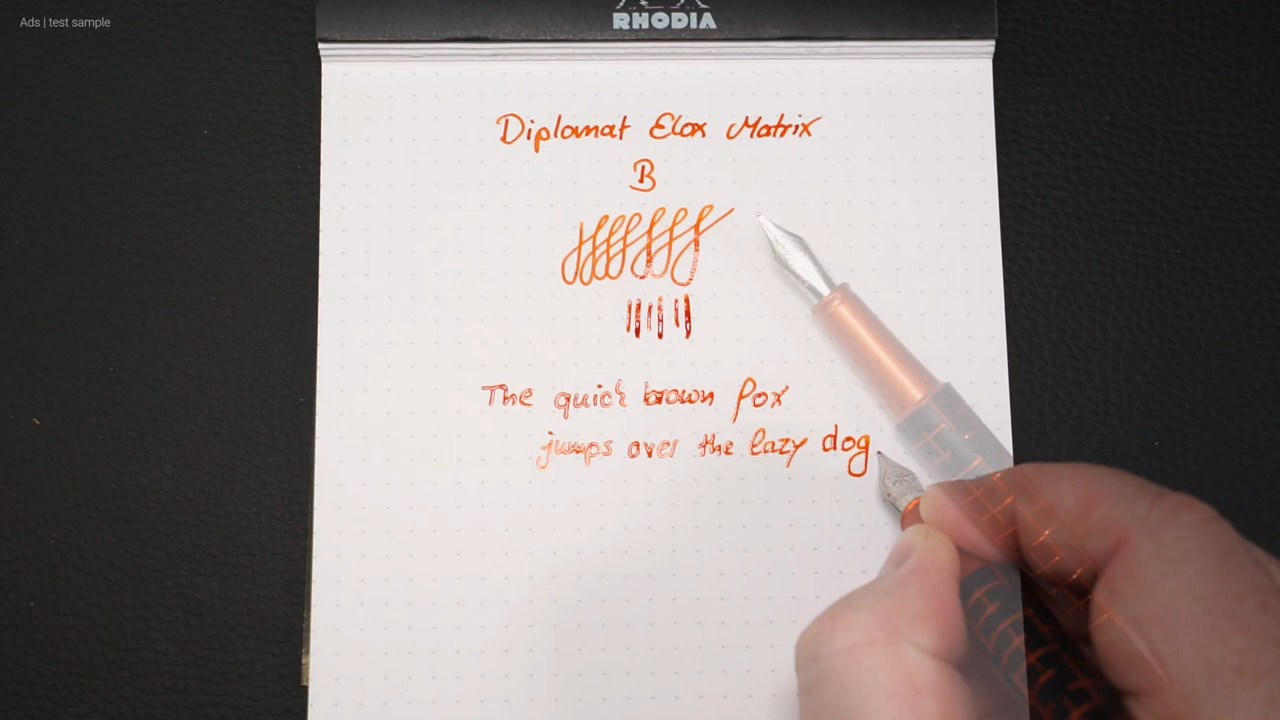 Ads | test sample
RHODIA
Diplomat Elox Matrix
B
The quick brown fox
jumps over the lazy dog